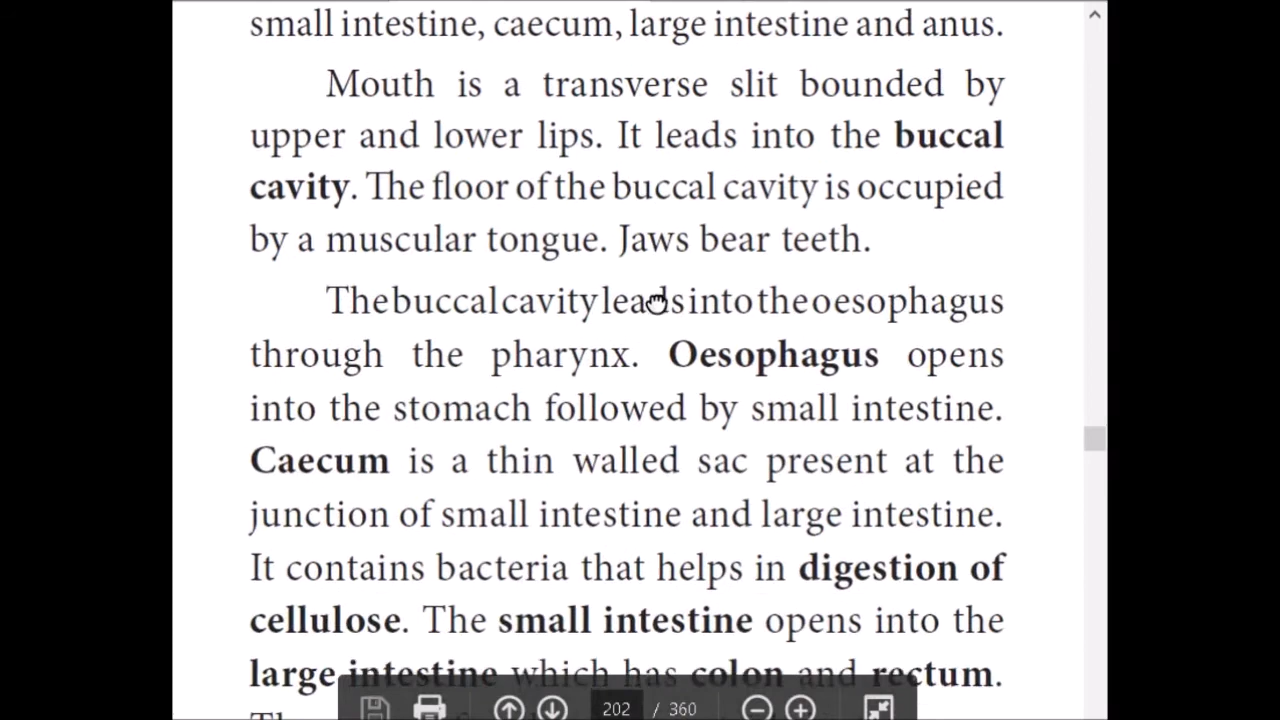 small intestine, caecum, large intestine and anus.
Mouth is a transverse slit bounded by
upper and lower lips. It leads into the buccal
cavity. The floor of the buccal cavity is occupied
by a muscular tongue. Jaws bear teeth.
The buccal cavity leads into the oesophagus
through the pharynx. Oesophagus opens
into the stomach followed by small intestine.
Caecum is a thin walled sac present at the
junction of small intestine and large intestine.
It contains bacteria that helps in digestion of
cellulose. The small intestine opens into the
large intestine which has colon and rectum.
202 / 360